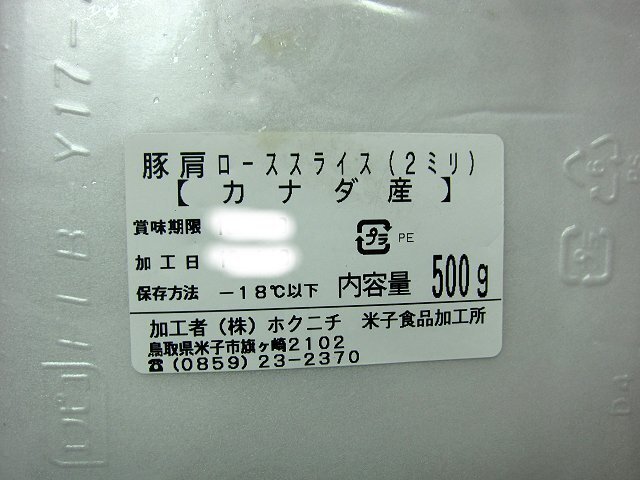 豚肩ローススライス(2ミリ)
【カナダ産】
賞味期限
プラ PE
加工日
保存方法 -18℃以下 内容量 500g
加工者(株)ホクニチ 米子食品加工所
鳥取県米子市旗ヶ崎2102
☎(0859)23-2370